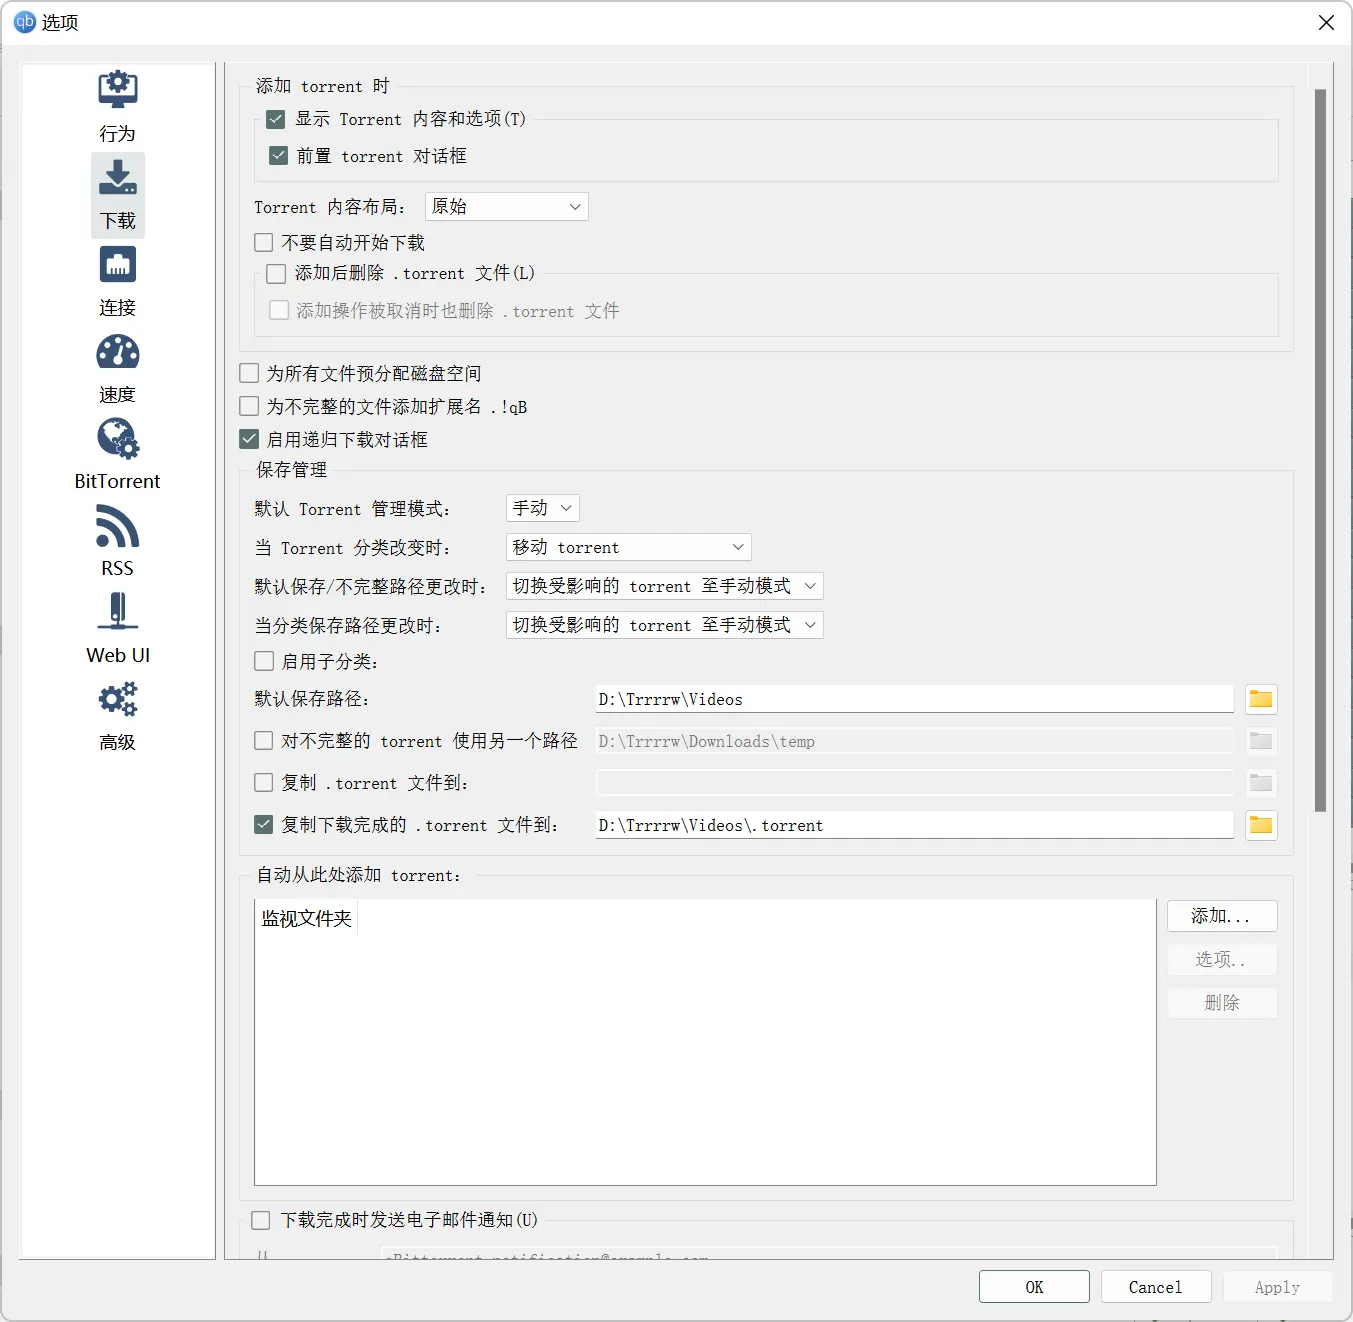 qb 选项
行为
下载
连接
速度
BitTorrent
RSS
Web UI
高级
添加 torrent 时
显示 Torrent 内容和选项(T)
前置 torrent 对话框
Torrent 内容布局: 原始
不要自动开始下载
添加后删除 .torrent 文件(L)
添加操作被取消时也删除 .torrent 文件
为所有文件预分配磁盘空间
为不完整的文件添加扩展名 .!qB
启用递归下载对话框
保存管理
默认 Torrent 管理模式: 手动
当 Torrent 分类改变时: 移动 torrent
默认保存/不完整路径更改时: 切换受影响的 torrent 至手动模式
当分类保存路径更改时: 切换受影响的 torrent 至手动模式
启用子分类:
默认保存路径: D:\Trrrrw\Videos
对不完整的 torrent 使用另一个路径 D:\Trrrrw\Downloads\temp
复制 .torrent 文件到:
复制下载完成的 .torrent 文件到: D:\Trrrrw\Videos\.torrent
自动从此处添加 torrent:
监视文件夹
添加...
选项..
删除
下载完成时发送电子邮件通知(U)
OK Cancel Apply